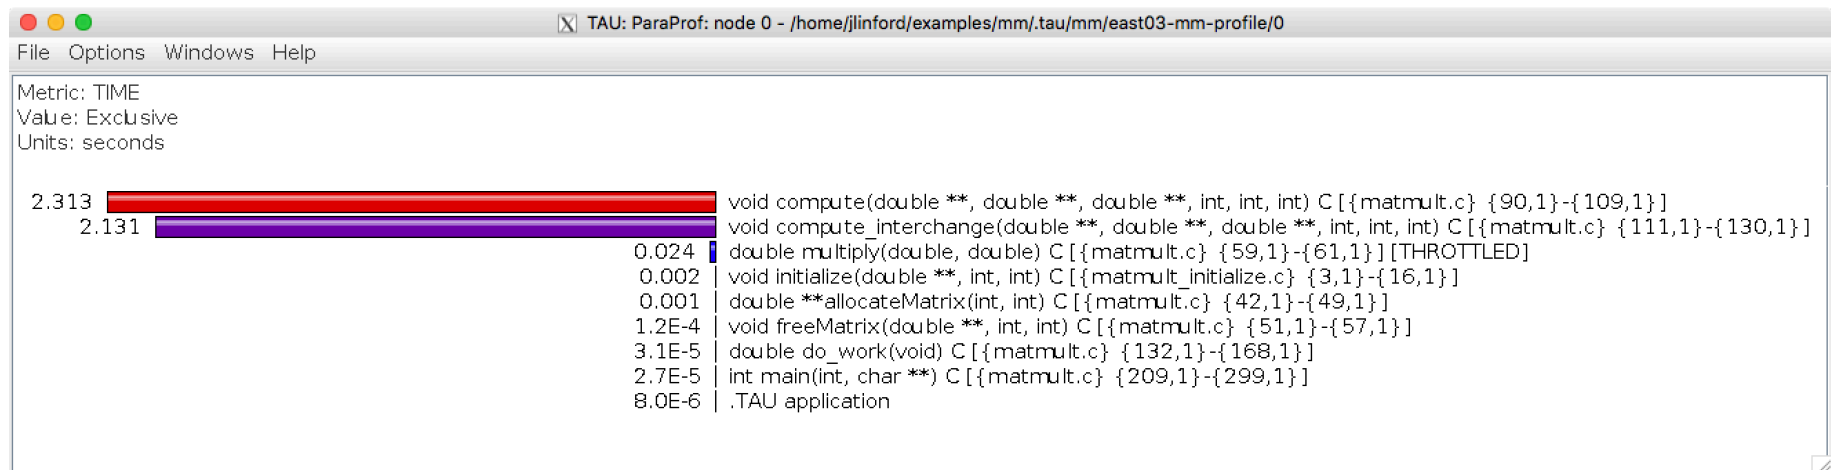 TAU: ParaProf: node 0 - /home/jlinford/examples/mm/.tau/mm/east03-mm-profile/0
File Options Windows Help
Metric: TIME
Value: Exclusive
Units: seconds
2.313 void compute(double **, double **, double **, int, int, int) C [{matmult.c} {90,1}-{109,1}]
2.131 void compute_interchange(double **, double **, double **, int, int, int) C [{matmult.c} {111,1}-{130,1}]
0.024 double multiply(double, double) C [{matmult.c} {59,1}-{61,1}] [THROTTLED]
0.002 void initialize(double **, int, int) C [{matmult_initialize.c} {3,1}-{16,1}]
0.001 double **allocateMatrix(int, int) C [{matmult.c} {42,1}-{49,1}]
1.2E-4 void freeMatrix(double **, int, int) C [{matmult.c} {51,1}-{57,1}]
3.1E-5 double do_work(void) C [{matmult.c} {132,1}-{168,1}]
2.7E-5 int main(int, char **) C [{matmult.c} {209,1}-{299,1}]
8.0E-6 .TAU application